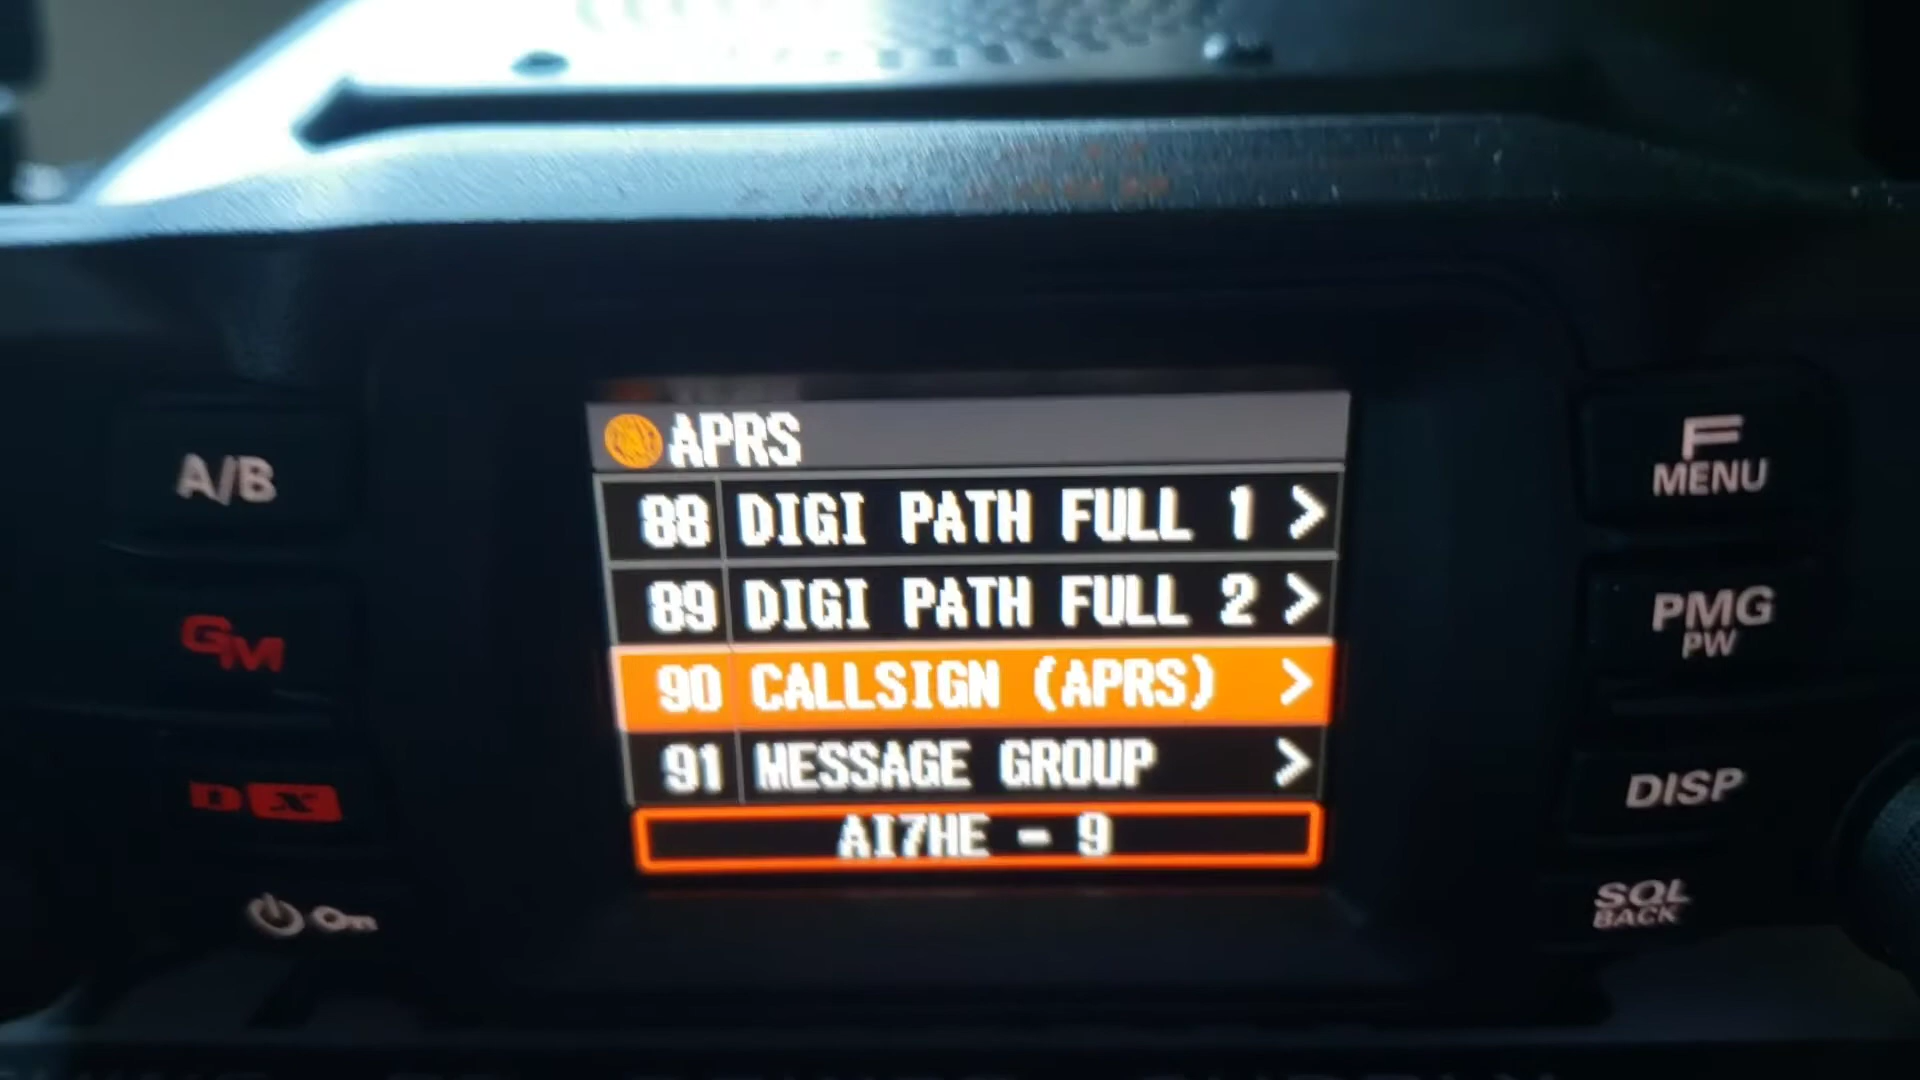 APRS
88 DIGI PATH FULL 1 >
89 DIGI PATH FULL 2 >
90 CALLSIGN (APRS) >
91 MESSAGE GROUP >
AI7HE - 9
A/B
GM
DX
On
F
MENU
PMG
PW
DISP
SQL
BACK